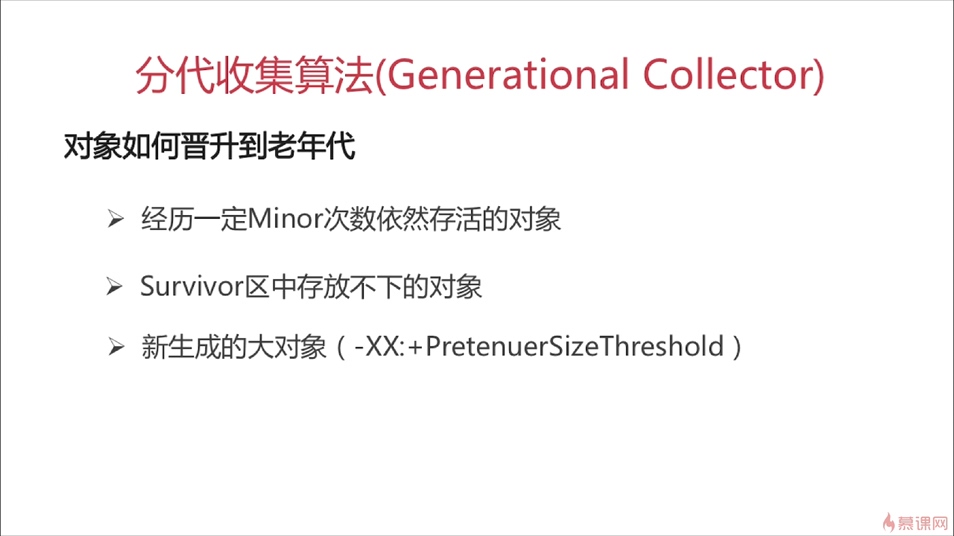 分代收集算法(Generational Collector)
对象如何晋升到老年代
经历一定Minor次数依然存活的对象
Survivor区中存放不下的对象
新生成的大对象（-XX:+PretenuerSizeThreshold）
慕课网